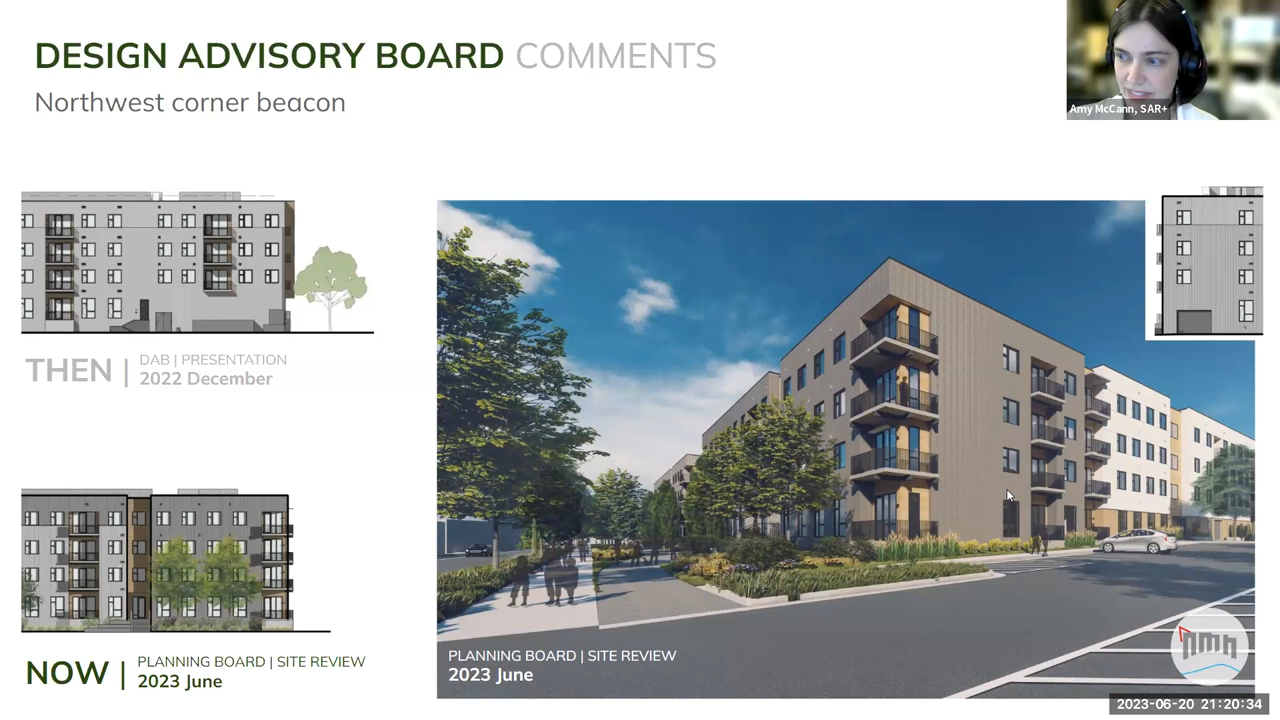 DESIGN ADVISORY BOARD COMMENTS
Northwest corner beacon
Amy McCann, SAR+
THEN | DAB | PRESENTATION
2022 December
NOW | PLANNING BOARD | SITE REVIEW
2023 June
PLANNING BOARD | SITE REVIEW
2023 June
2023-06-20 21:20:34